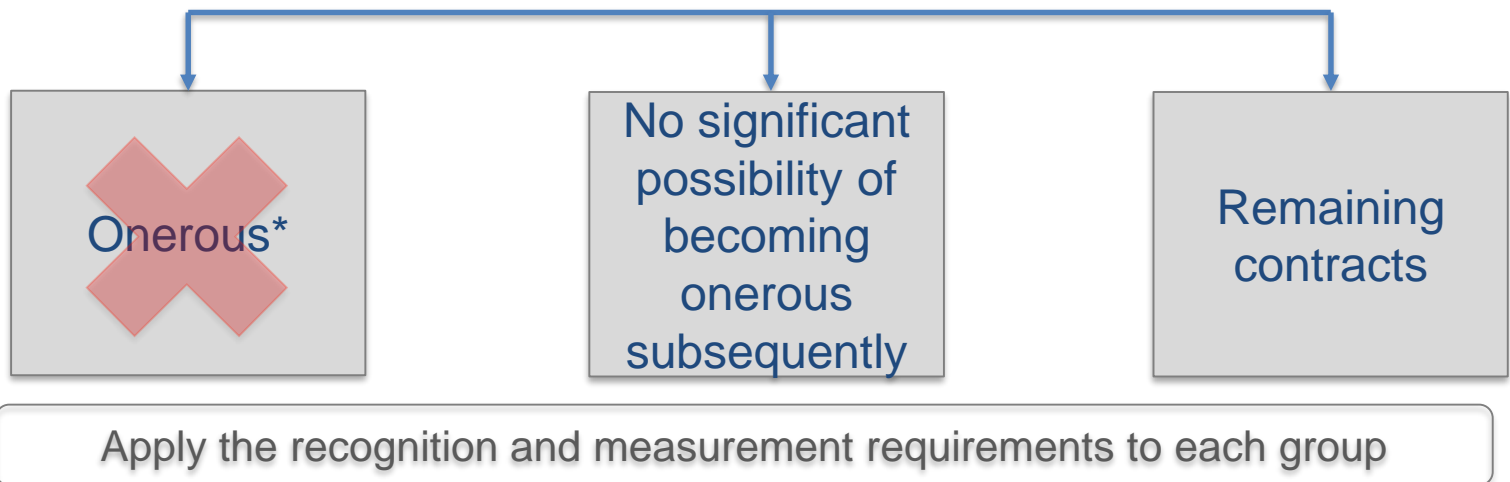 Onerous*
No significant
possibility of
becoming
onerous
subsequently
Remaining
contracts
Apply the recognition and measurement requirements to each group